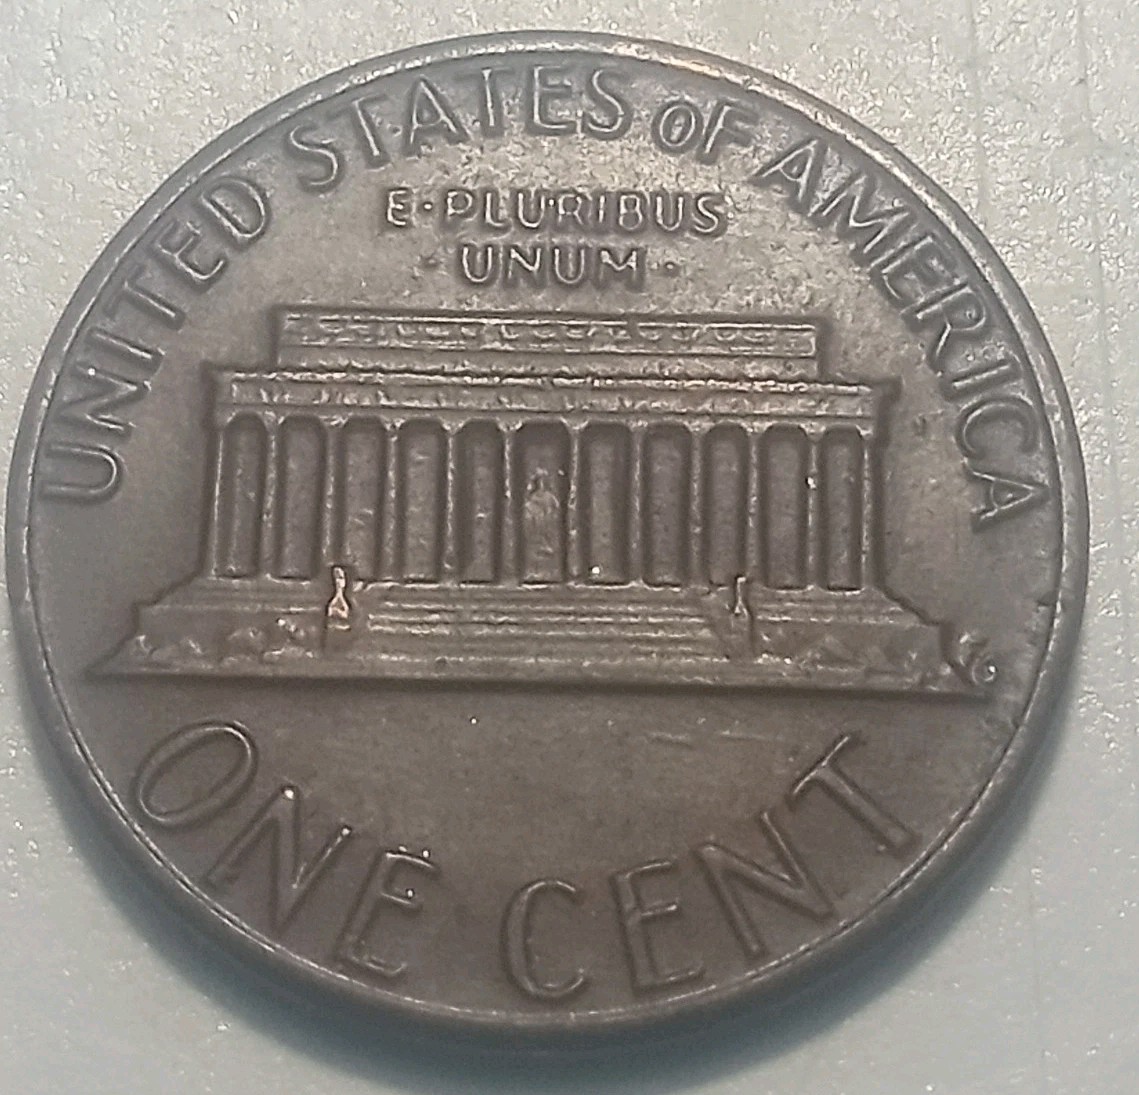 UNITED STATES OF AMERICA
E·PLURIBUS
·UNUM·
ONE CENT